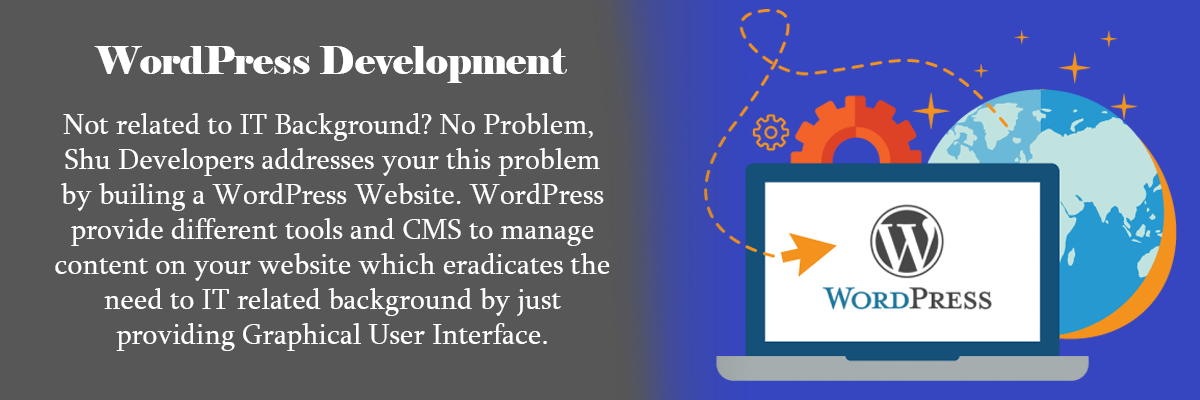 WordPress Development
Not related to IT Background? No Problem,
Shu Developers addresses your this problem
by builing a WordPress Website. WordPress
provide different tools and CMS to manage
content on your website which eradicates the
need to IT related background by just
providing Graphical User Interface.
W
WORDPRESS